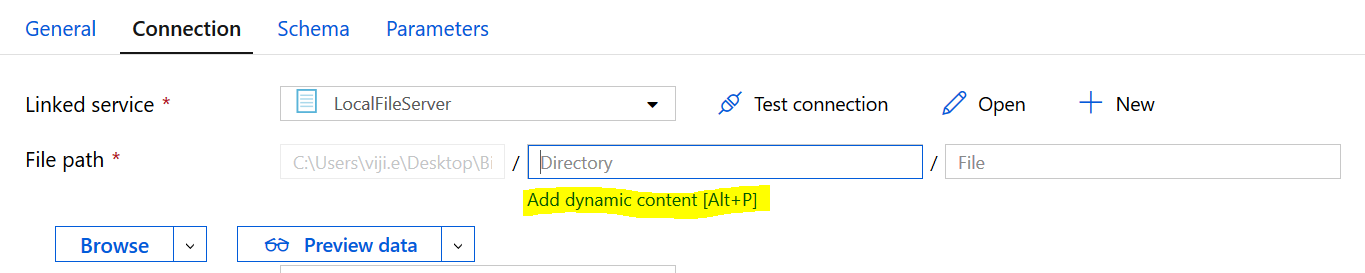 General Connection Schema Parameters
Linked service * LocalFileServer Test connection Open New
File path * C:\Users\viji.e\Desktop\Bi / Directory / File
Add dynamic content [Alt+P]
Browse Preview data